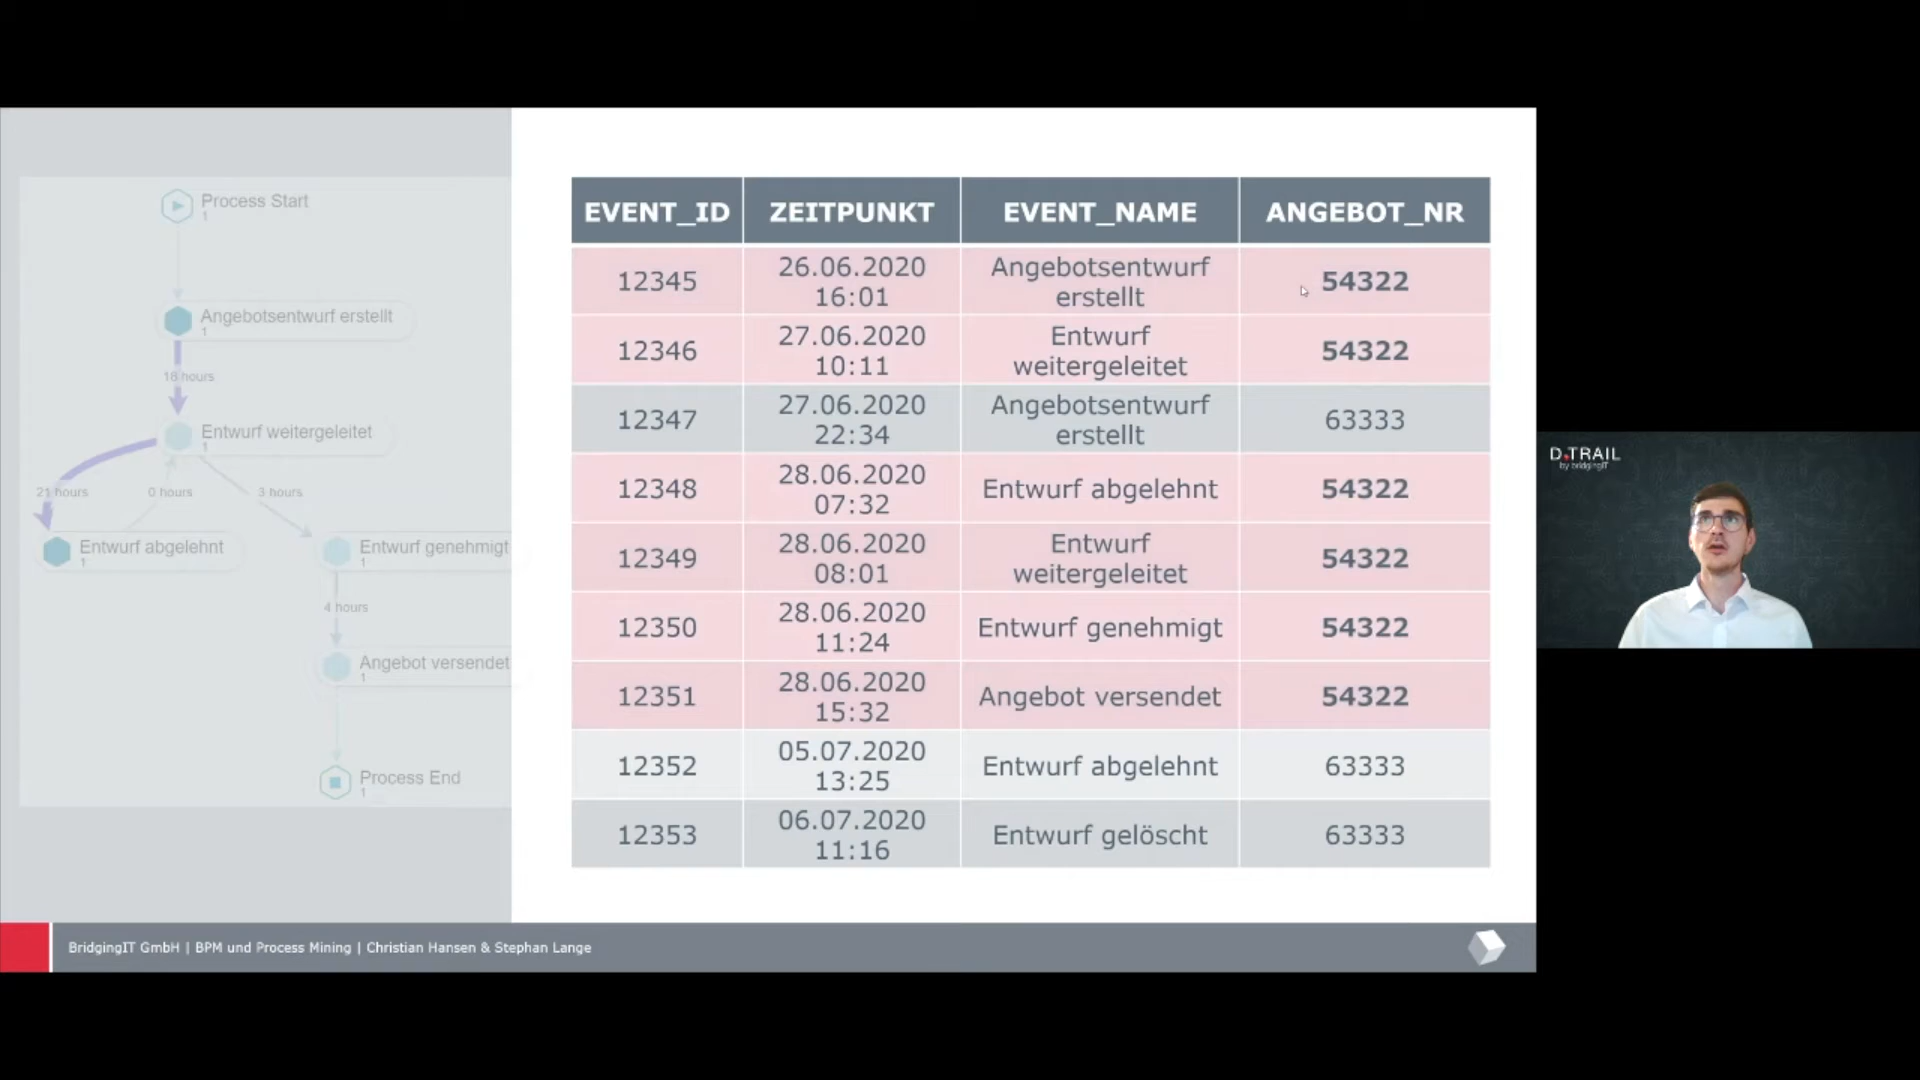 Process Start
1
Angebotsentwurf erstellt
1
18 hours
Entwurf weitergeleitet
1
21 hours
0 hours
3 hours
Entwurf abgelehnt
1
Entwurf genehmigt
1
4 hours
Angebot versendet
1
Process End
1
EVENT_ID ZEITPUNKT EVENT_NAME ANGEBOT_NR
12345 26.06.2020 16:01 Angebotsentwurf erstellt 54322
12346 27.06.2020 10:11 Entwurf weitergeleitet 54322
12347 27.06.2020 22:34 Angebotsentwurf erstellt 63333
12348 28.06.2020 07:32 Entwurf abgelehnt 54322
12349 28.06.2020 08:01 Entwurf weitergeleitet 54322
12350 28.06.2020 11:24 Entwurf genehmigt 54322
12351 28.06.2020 15:32 Angebot versendet 54322
12352 05.07.2020 13:25 Entwurf abgelehnt 63333
12353 06.07.2020 11:16 Entwurf gelöscht 63333
D.TRAIL
by bridgingIT
BridgingIT GmbH | BPM und Process Mining | Christian Hansen & Stephan Lange